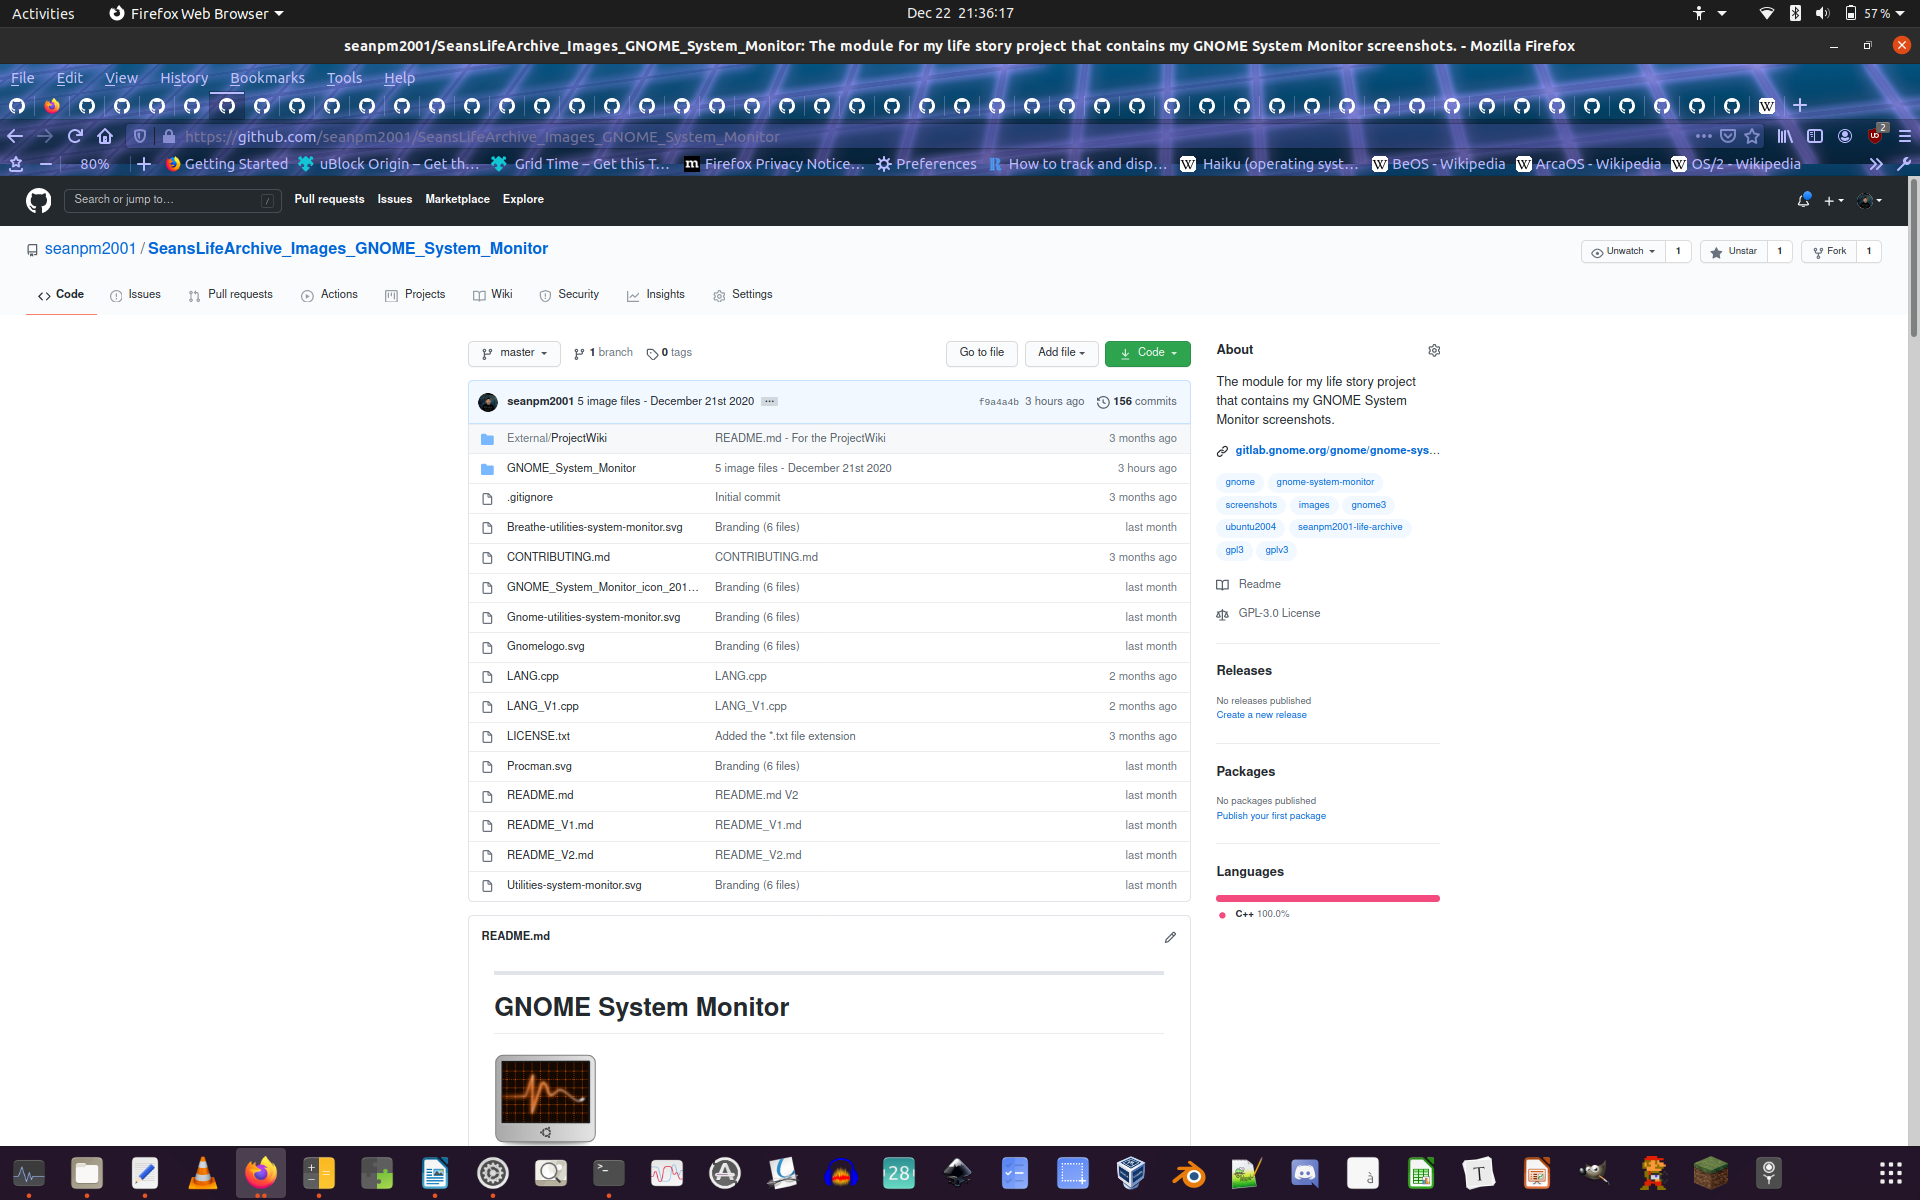 Activities
Firefox Web Browser
Dec 22 21:36:17
57 %
seanpm2001/SeansLifeArchive_Images_GNOME_System_Monitor: The module for my life story project that contains my GNOME System Monitor screenshots. - Mozilla Firefox
File Edit View History Bookmarks Tools Help
https://github.com/seanpm2001/SeansLifeArchive_Images_GNOME_System_Monitor
2
80%
Getting Started
uBlock Origin – Get th…
Grid Time – Get this T…
Firefox Privacy Notice…
Preferences
How to track and disp…
Haiku (operating syst…
BeOS - Wikipedia
ArcaOS - Wikipedia
OS/2 - Wikipedia
Search or jump to…
/
Pull requests Issues Marketplace Explore
seanpm2001 / SeansLifeArchive_Images_GNOME_System_Monitor
Unwatch 1
Unstar 1
Fork 1
Code
Issues
Pull requests
Actions
Projects
Wiki
Security
Insights
Settings
master
1 branch
0 tags
Go to file
Add file
Code
seanpm2001 5 image files - December 21st 2020 …
f9a4a4b 3 hours ago
156 commits
External/ProjectWiki README.md - For the ProjectWiki 3 months ago
GNOME_System_Monitor 5 image files - December 21st 2020 3 hours ago
.gitignore Initial commit 3 months ago
Breathe-utilities-system-monitor.svg Branding (6 files) last month
CONTRIBUTING.md CONTRIBUTING.md 3 months ago
GNOME_System_Monitor_icon_201… Branding (6 files) last month
Gnome-utilities-system-monitor.svg Branding (6 files) last month
Gnomelogo.svg Branding (6 files) last month
LANG.cpp LANG.cpp 2 months ago
LANG_V1.cpp LANG_V1.cpp 2 months ago
LICENSE.txt Added the *.txt file extension 3 months ago
Procman.svg Branding (6 files) last month
README.md README.md V2 last month
README_V1.md README_V1.md last month
README_V2.md README_V2.md last month
Utilities-system-monitor.svg Branding (6 files) last month
README.md
GNOME System Monitor
About
The module for my life story project
that contains my GNOME System
Monitor screenshots.
gitlab.gnome.org/gnome/gnome-sys…
gnome gnome-system-monitor
screenshots images gnome3
ubuntu2004 seanpm2001-life-archive
gpl3 gplv3
Readme
GPL-3.0 License
Releases
No releases published
Create a new release
Packages
No packages published
Publish your first package
Languages
C++ 100.0%
28